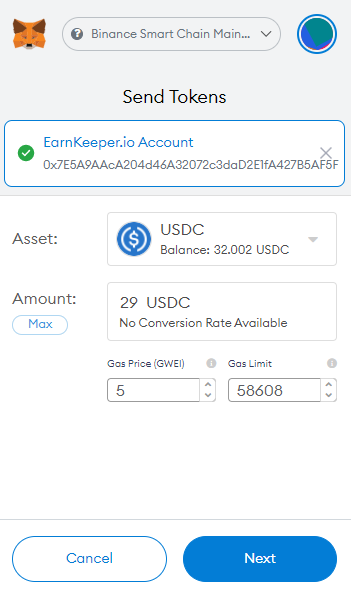 Binance Smart Chain Main...
Send Tokens
EarnKeeper.io Account
0x7E5A9AAcA204d46A32072c3daD2E1fA427B5AF5F
Asset:
USDC
Balance: 32.002 USDC
Amount:
Max
29 USDC
No Conversion Rate Available
Gas Price (GWEI)
Gas Limit
5
58608
Cancel
Next